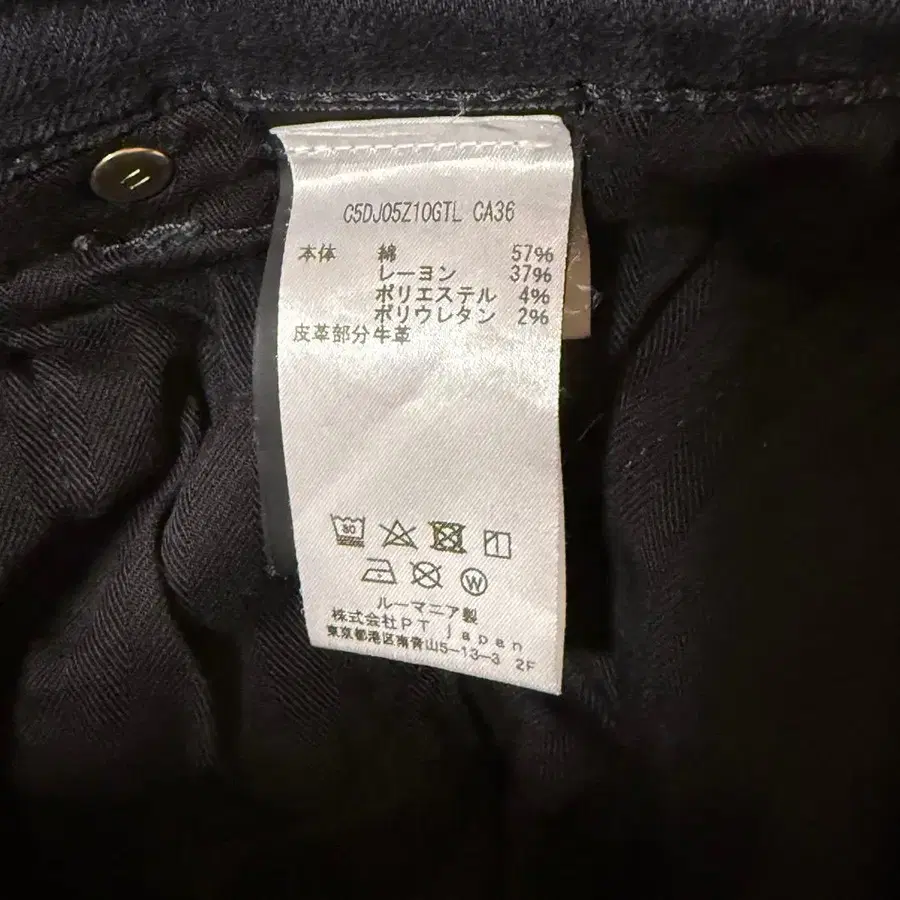 C5DJ05Z10GTL CA36
本体 綿 57%
レーヨン 37%
ポリエステル 4%
ポリウレタン 2%
皮革部分牛革
30
W
ルーマニア製
株式会社PT japan
東京都港区南青山5-13-3 2F